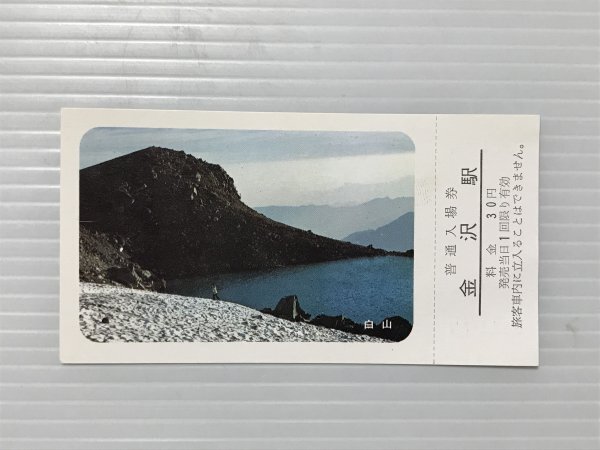 白山
普通入場券
金沢駅
料金 30円
発売当日1回限り有効
旅客車内に立入ることはできません。